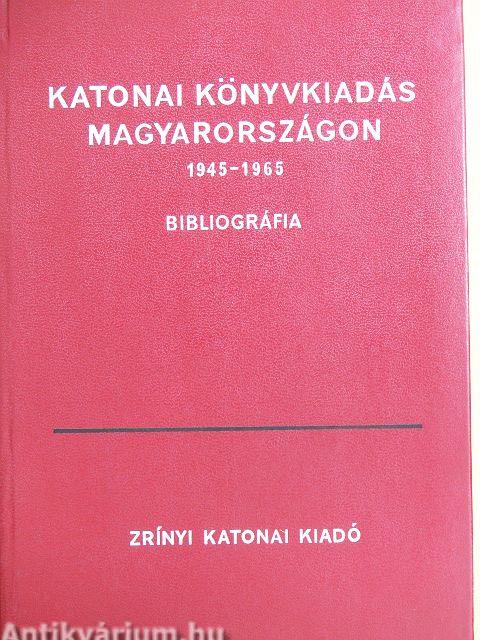 KATONAI KÖNYVKIADÁS
MAGYARORSZÁGON
1945-1965
BIBLIOGRÁFIA
ZRÍNYI KATONAI KIADÓ
Antikvárium.hu